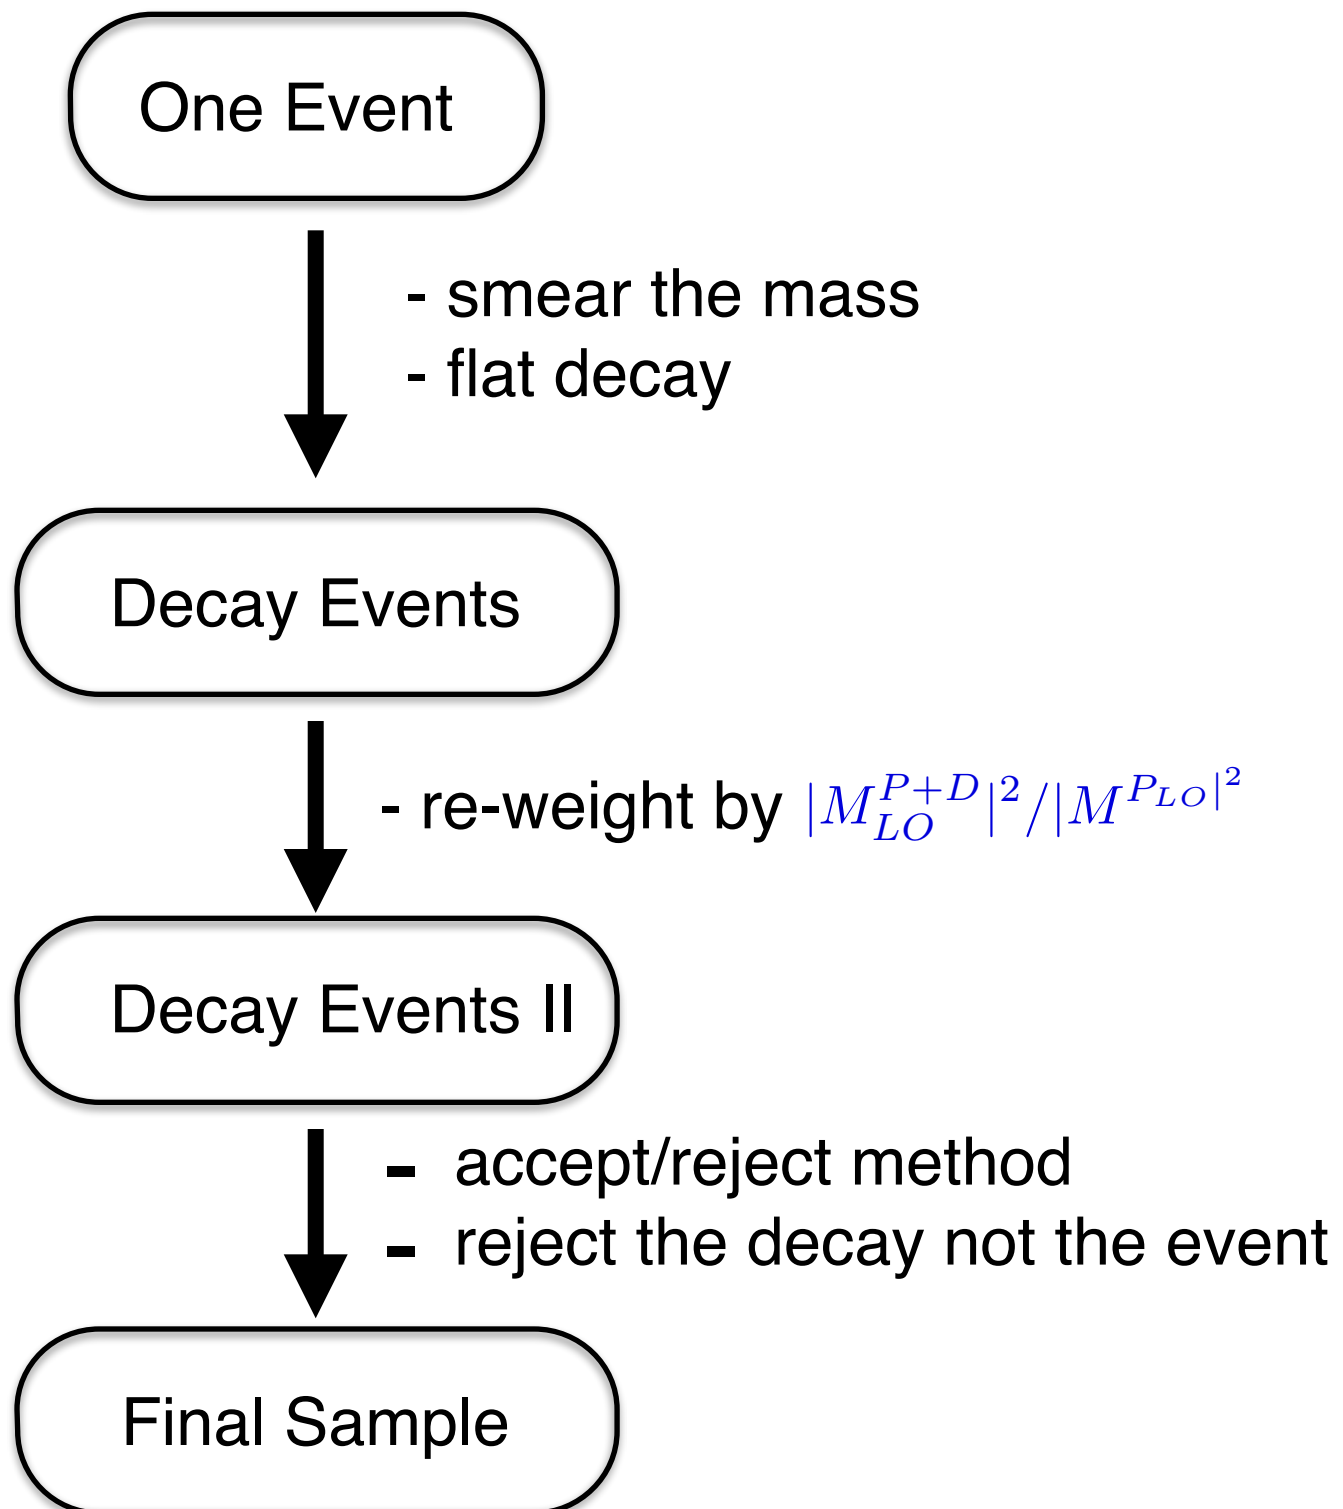 One Event
- smear the mass
- flat decay
Decay Events
- re-weight by $|M_{LO}^{P+D}|^2/|M^{P_{LO}|^2}$
Decay Events II
- accept/reject method
- reject the decay not the event
Final Sample